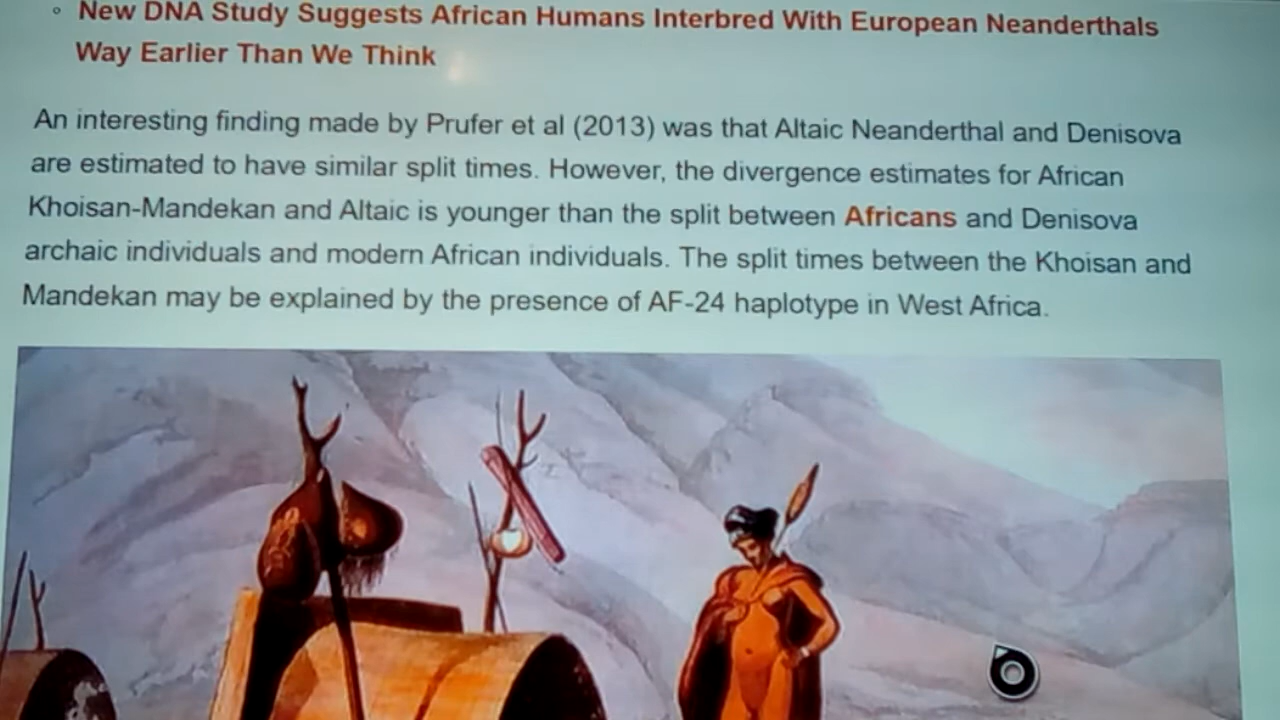 New DNA Study Suggests African Humans Interbred With European Neanderthals
Way Earlier Than We Think
An interesting finding made by Prufer et al (2013) was that Altaic Neanderthal and Denisova
are estimated to have similar split times. However, the divergence estimates for African
Khoisan-Mandekan and Altaic is younger than the split between Africans and Denisova
archaic individuals and modern African individuals. The split times between the Khoisan and
Mandekan may be explained by the presence of AF-24 haplotype in West Africa.